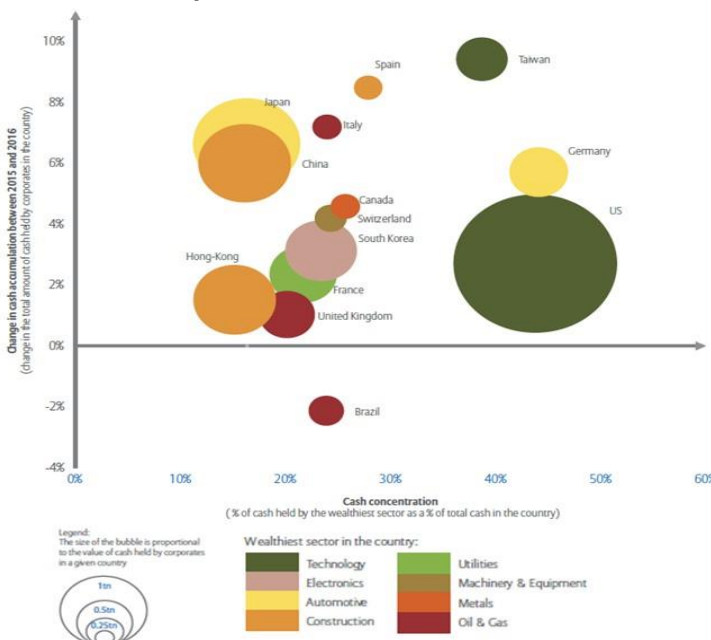 10%
8%
6%
4%
2%
0%
-2%
-4%
Change in cash accumulation between 2015 and 2016
(change in the total amount of cash held by corporates in the country)
Taiwan
Spain
Japan
Italy
China
Germany
Canada
Switzerland
US
South Korea
Hong-Kong
France
United Kingdom
Brazil
0%
10%
20%
30%
40%
50%
60%
Cash concentration
( % of cash held by the wealthiest sector as a % of total cash in the country)
Legend:
The size of the bubble is proportional
to the value of cash held by corporates
in a given country
1tn
0.5tn
0.25tn
Wealthiest sector in the country:
Technology
Electronics
Automotive
Construction
Utilities
Machinery & Equipment
Metals
Oil & Gas